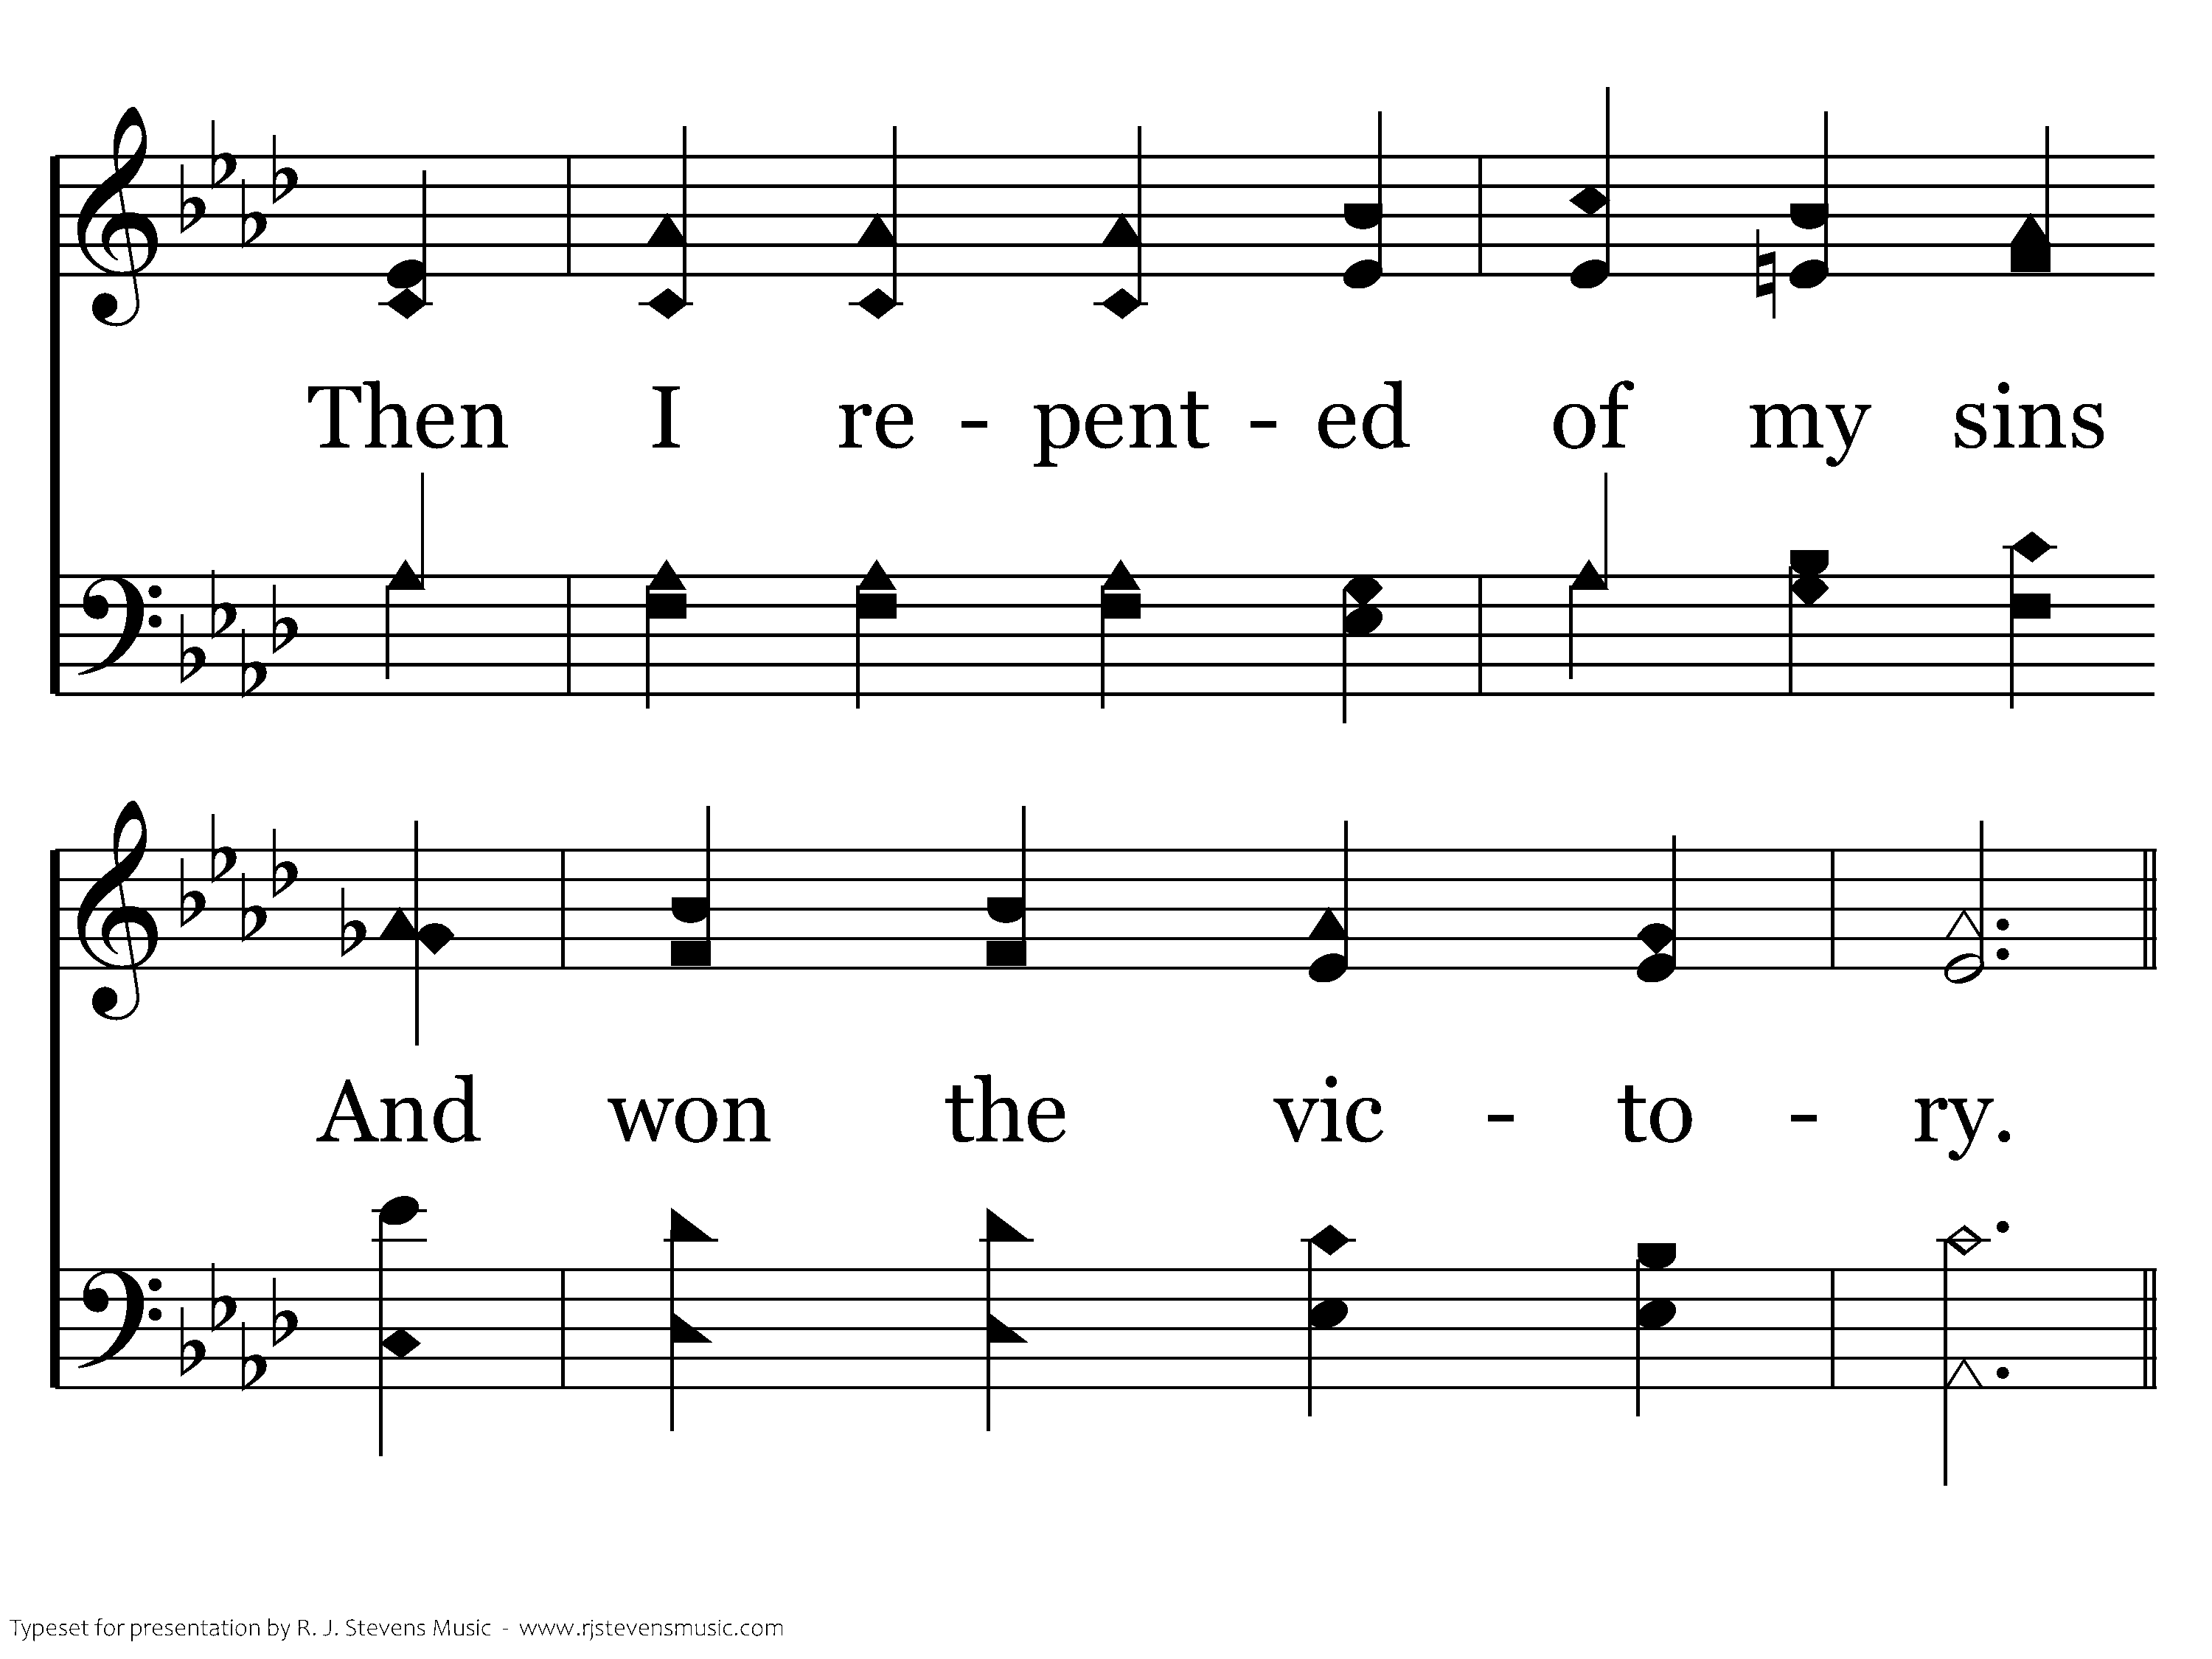 Then I re - pent - ed of my sins
And won the vic - to - ry.
Typeset for presentation by R. J. Stevens Music - www.rjstevensmusic.com